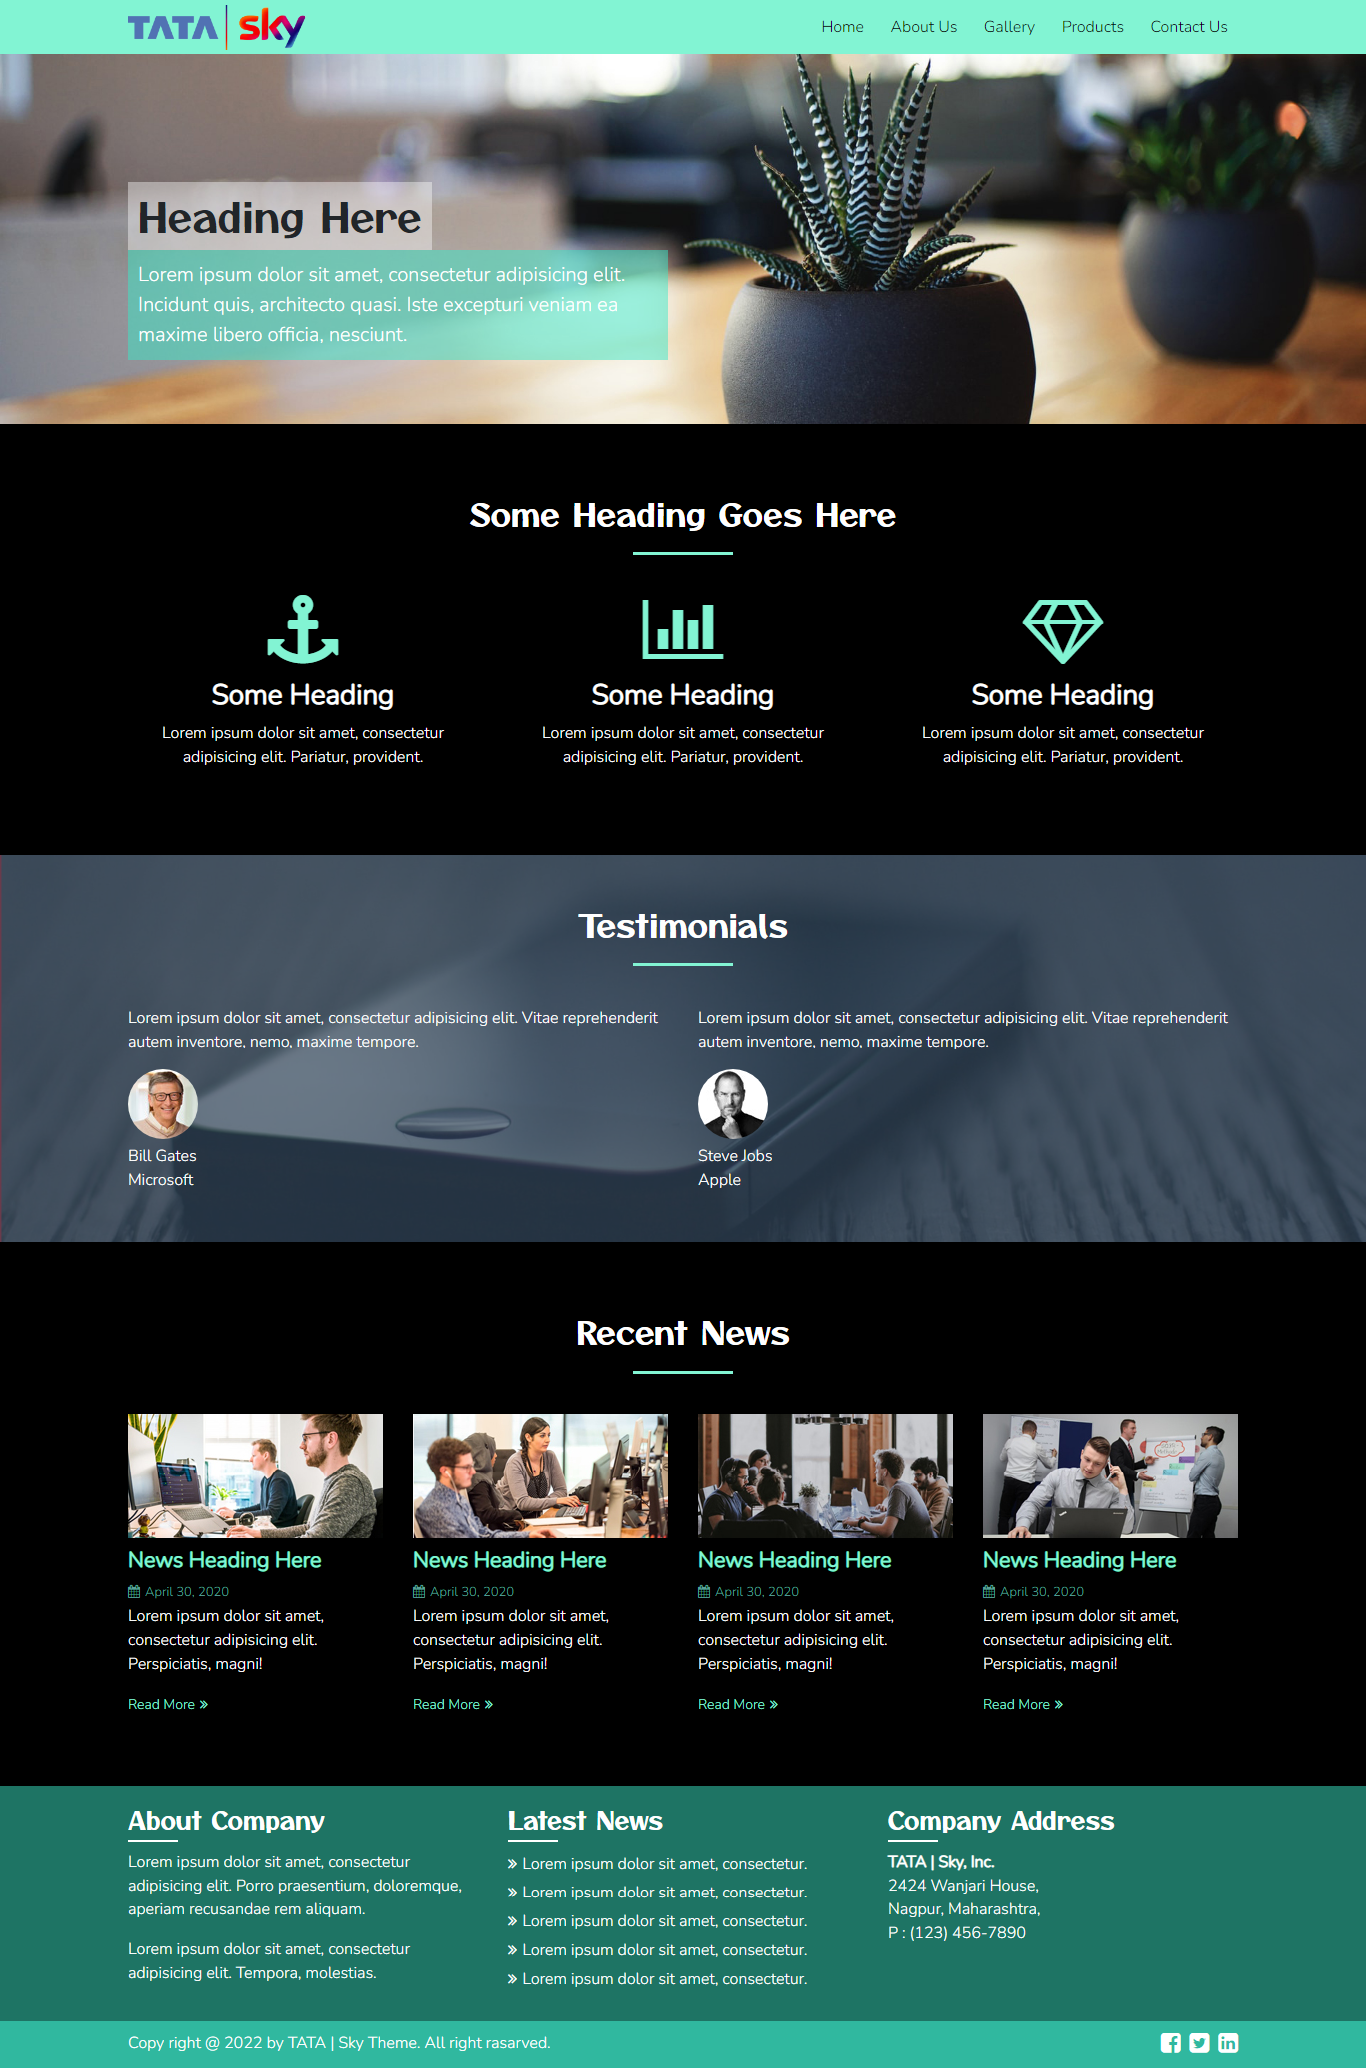 TATA | sky
Home About Us Gallery Products Contact Us
Heading Here
Lorem ipsum dolor sit amet, consectetur adipisicing elit.
Incidunt quis, architecto quasi. Iste excepturi veniam ea
maxime libero officia, nesciunt.
Some Heading Goes Here
Some Heading
Lorem ipsum dolor sit amet, consectetur
adipisicing elit. Pariatur, provident.
Some Heading
Lorem ipsum dolor sit amet, consectetur
adipisicing elit. Pariatur, provident.
Some Heading
Lorem ipsum dolor sit amet, consectetur
adipisicing elit. Pariatur, provident.
Testimonials
Lorem ipsum dolor sit amet, consectetur adipisicing elit. Vitae reprehenderit
autem inventore, nemo, maxime tempore.
Bill Gates
Microsoft
Lorem ipsum dolor sit amet, consectetur adipisicing elit. Vitae reprehenderit
autem inventore, nemo, maxime tempore.
Steve Jobs
Apple
Recent News
News Heading Here
April 30, 2020
Lorem ipsum dolor sit amet,
consectetur adipisicing elit.
Perspiciatis, magni!
Read More »
News Heading Here
April 30, 2020
Lorem ipsum dolor sit amet,
consectetur adipisicing elit.
Perspiciatis, magni!
Read More »
News Heading Here
April 30, 2020
Lorem ipsum dolor sit amet,
consectetur adipisicing elit.
Perspiciatis, magni!
Read More »
News Heading Here
April 30, 2020
Lorem ipsum dolor sit amet,
consectetur adipisicing elit.
Perspiciatis, magni!
Read More »
About Company
Lorem ipsum dolor sit amet, consectetur
adipisicing elit. Porro praesentium, doloremque,
aperiam recusandae rem aliquam.
Lorem ipsum dolor sit amet, consectetur
adipisicing elit. Tempora, molestias.
Latest News
» Lorem ipsum dolor sit amet, consectetur.
» Lorem ipsum dolor sit amet, consectetur.
» Lorem ipsum dolor sit amet, consectetur.
» Lorem ipsum dolor sit amet, consectetur.
» Lorem ipsum dolor sit amet, consectetur.
Company Address
TATA | Sky, Inc.
2424 Wanjari House,
Nagpur, Maharashtra,
P : (123) 456-7890
Copy right @ 2022 by TATA | Sky Theme. All right rasarved.